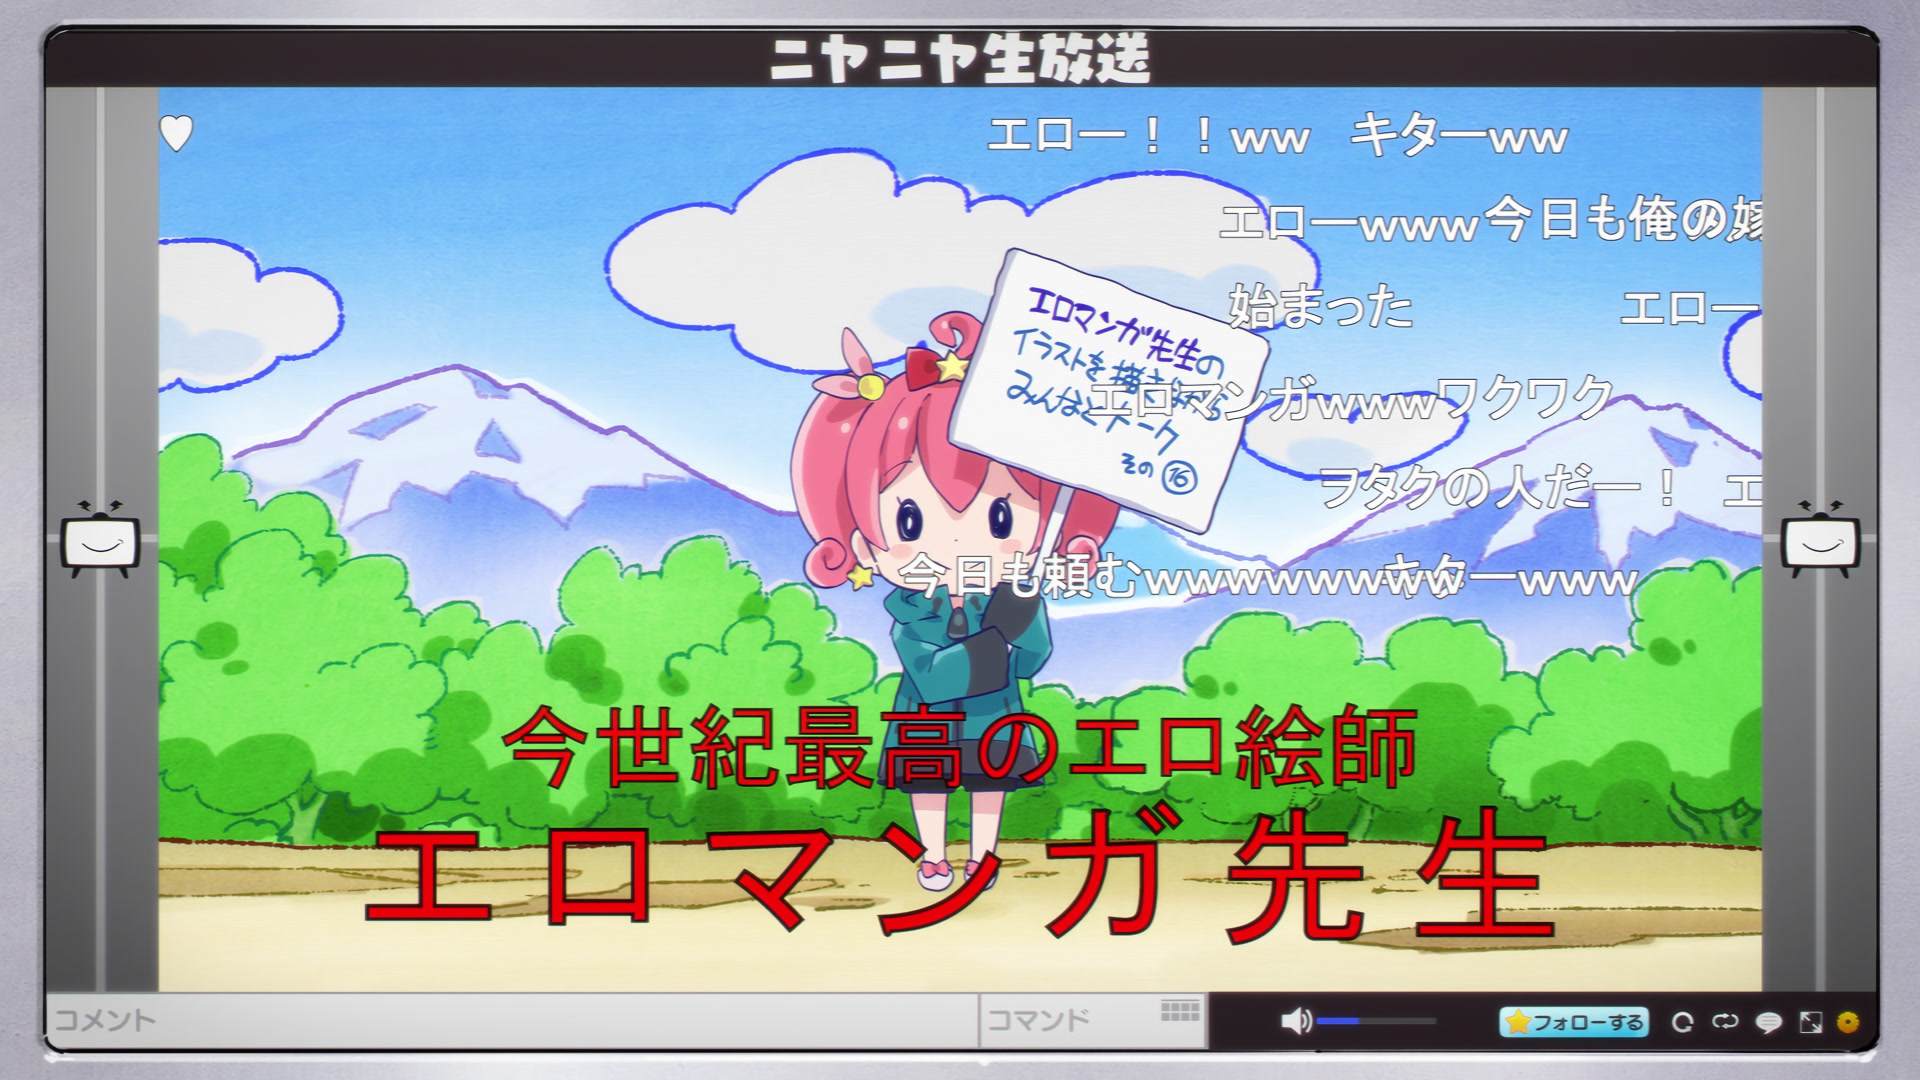 ニヤニヤ生放送
エロー！！ww キターww
エローwww
今日も俺の嫁
始まった
エロー
エロマンガ先生の
イラストを描きながら
みんなとトーク
その⑯
エロマンガwwwワクワク
ヲタクの人だー！
エ
今日も頼むwwwwwwww
キターwww
今世紀最高のエロ絵師
エロマンガ先生
コメント
コマンド
フォローする